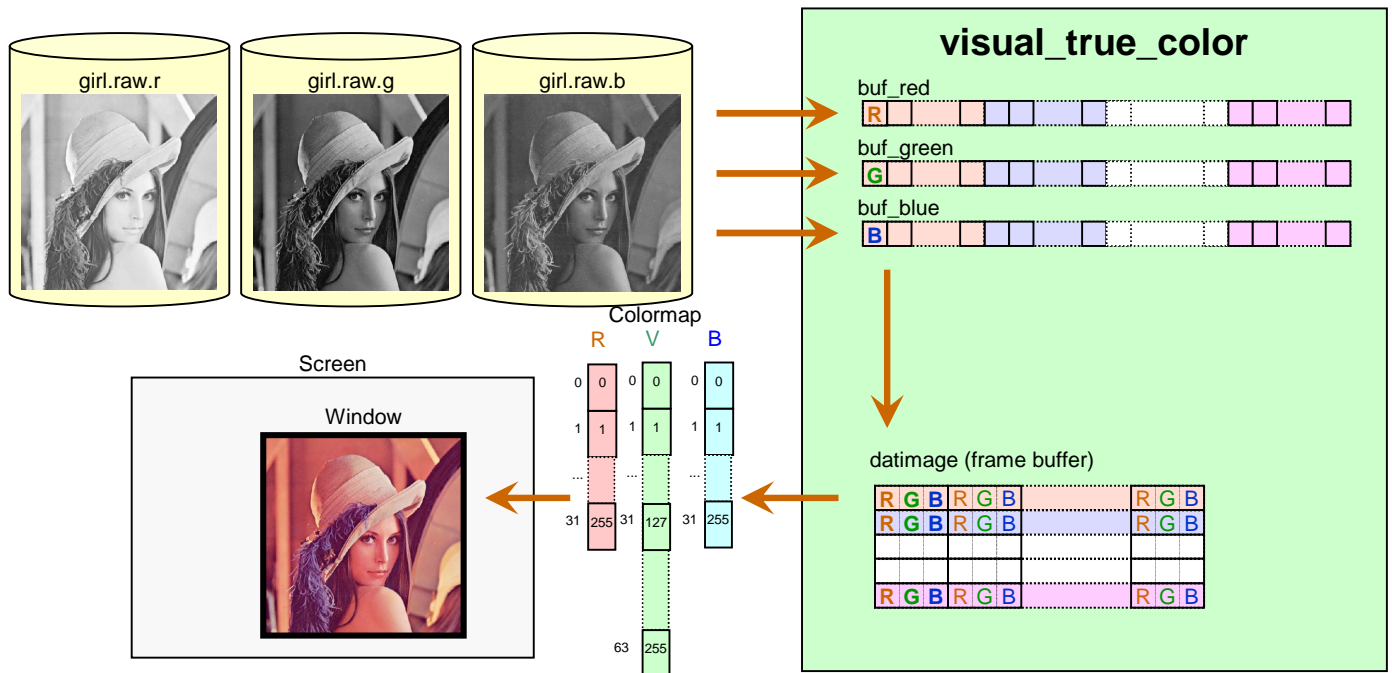 visual_true_color
girl.raw.r
girl.raw.g
girl.raw.b
buf_red
R
buf_green
G
buf_blue
B
Colormap
R V B
0 0 0 0 0 0
1 1 1 1 1 1
... ... ...
31 255 31 127 31 255
63 255
Screen
Window
datimage (frame buffer)
R G B R G B R G B
R G B R G B R G B
R G B R G B R G B